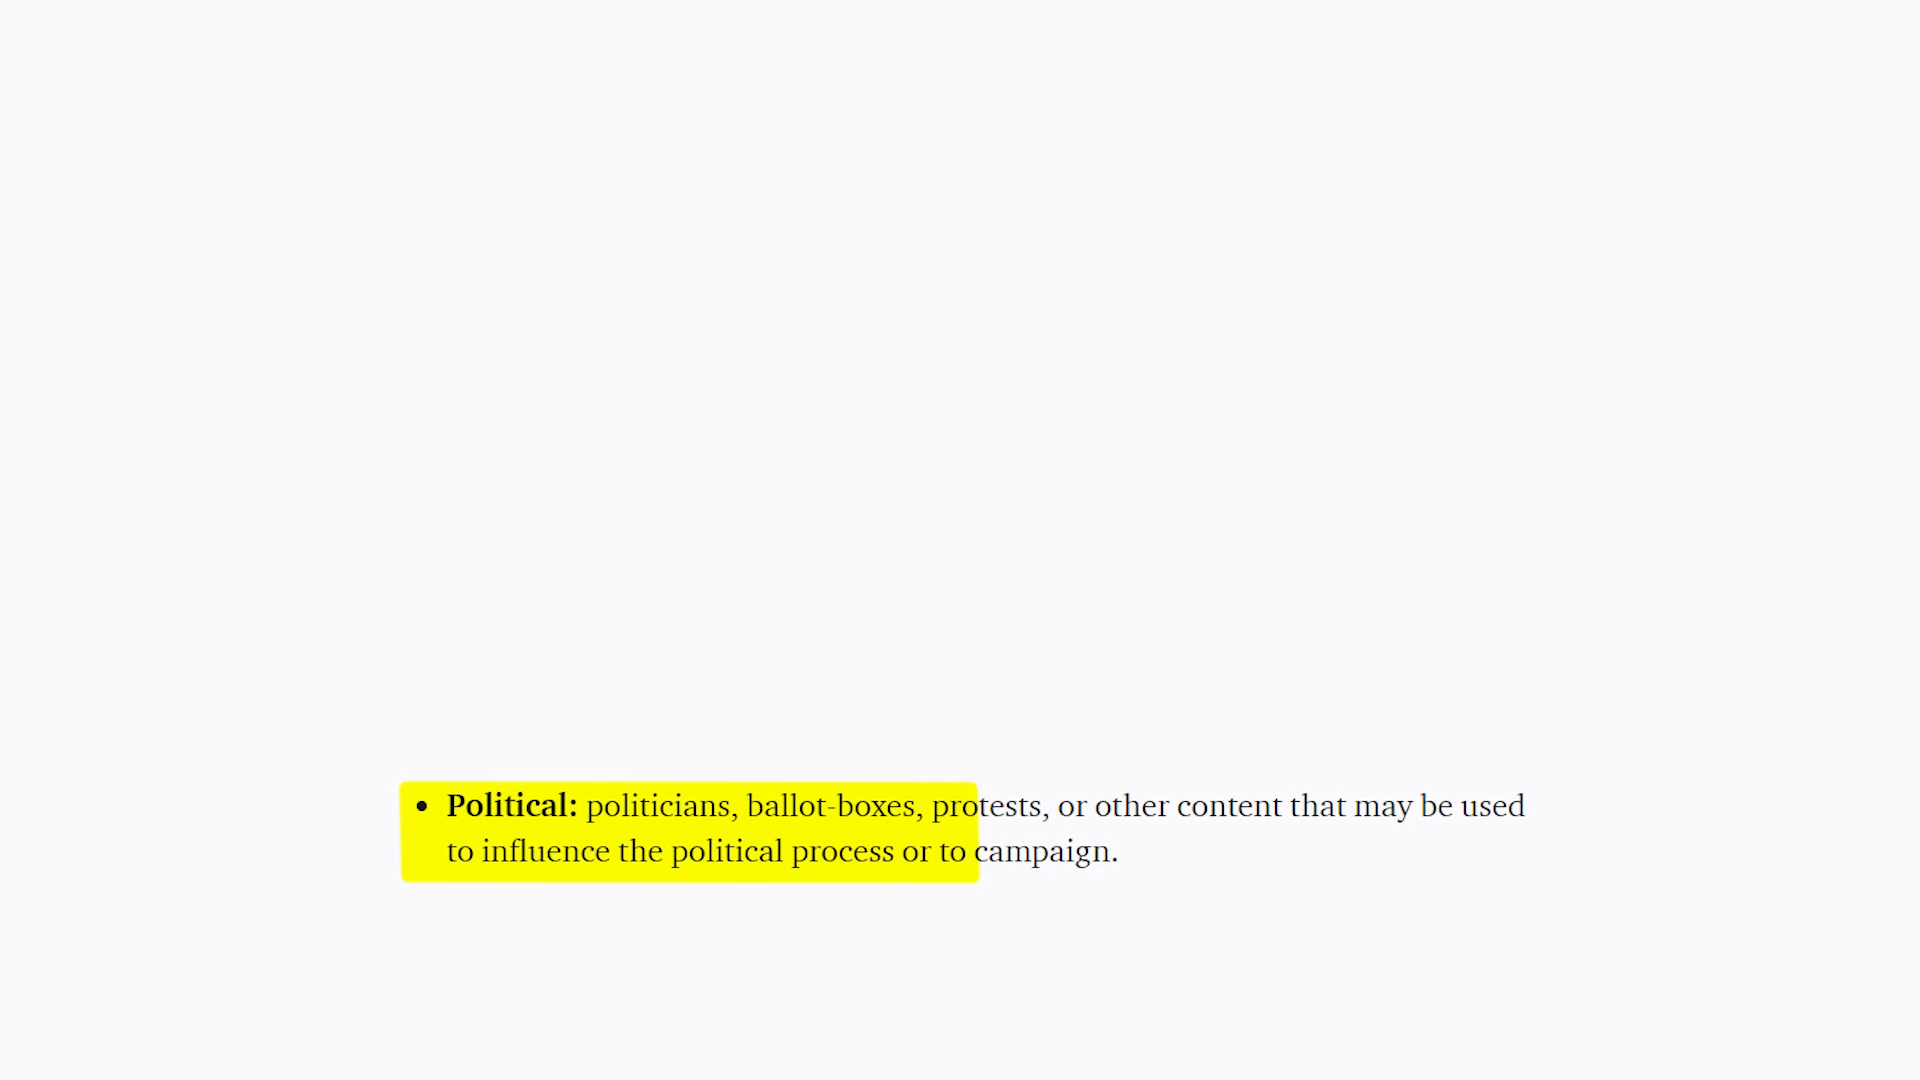 • Political: politicians, ballot-boxes, protests, or other content that may be used
to influence the political process or to campaign.